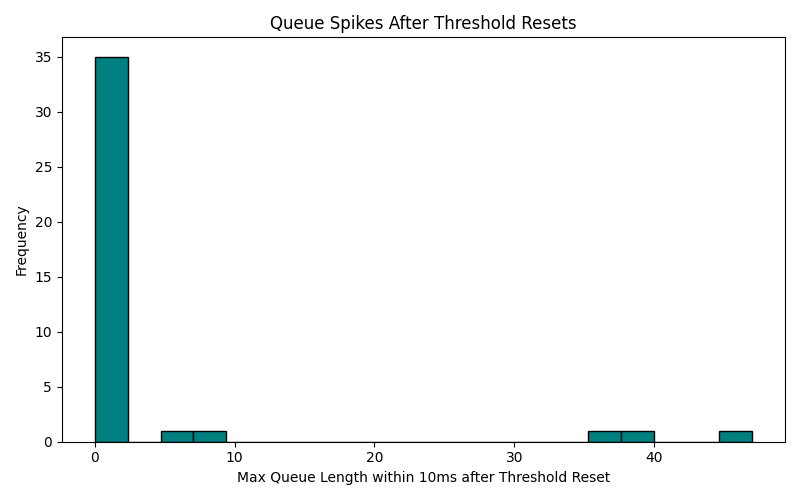 Queue Spikes After Threshold Resets
35
30
25
20
15
10
5
0
Frequency
0 10 20 30 40
Max Queue Length within 10ms after Threshold Reset